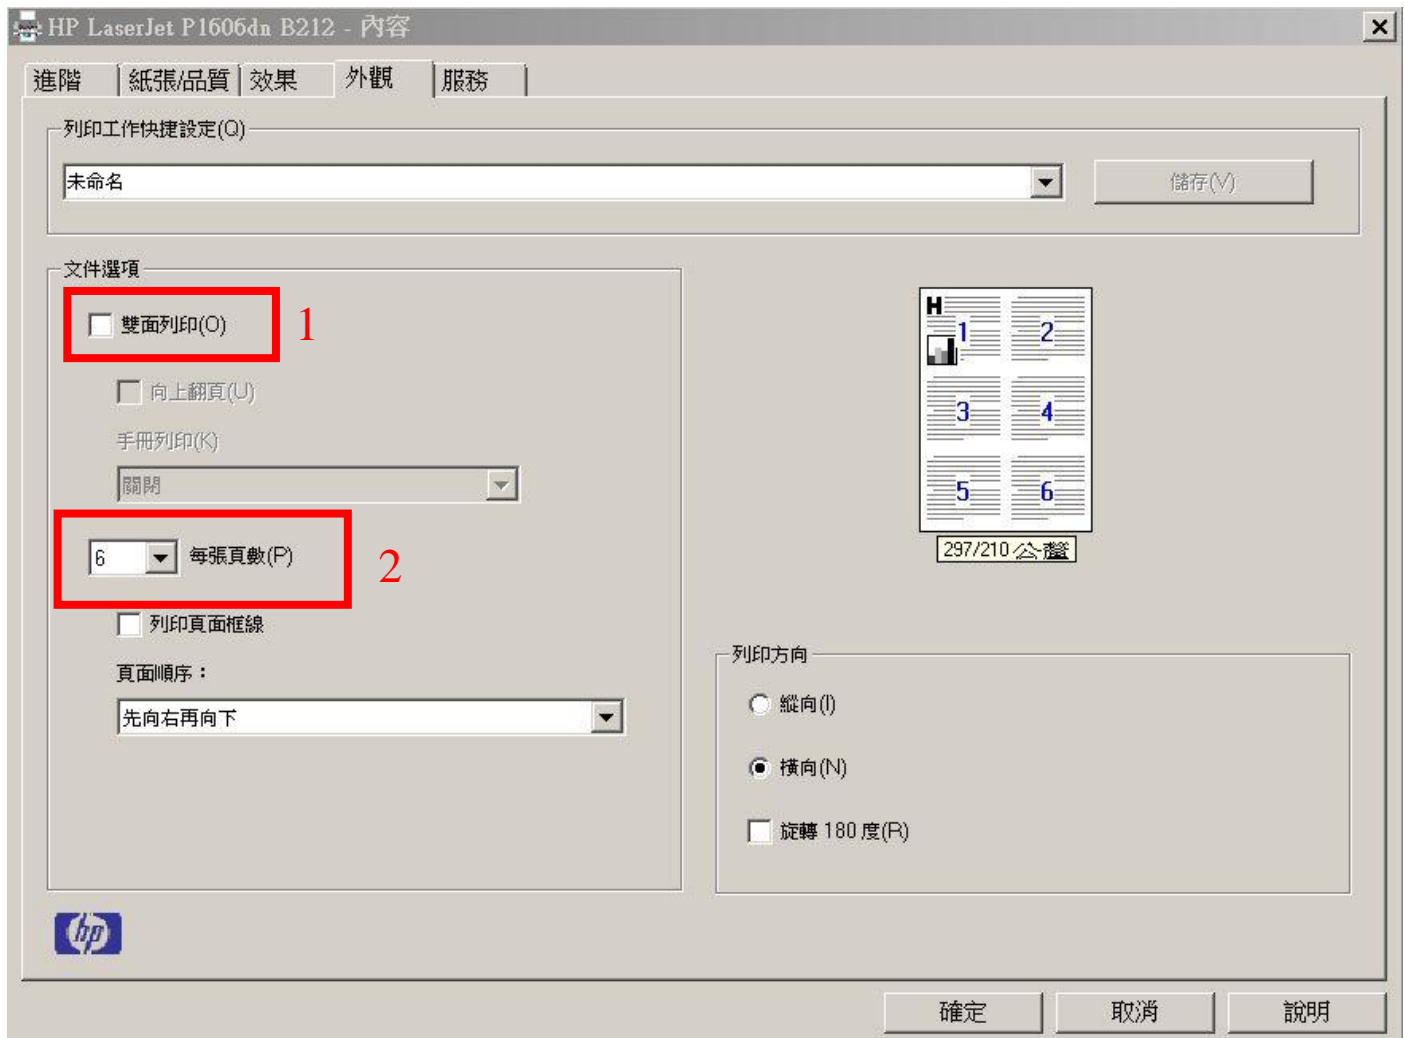 HP LaserJet P1606dn B212 - 內容
進階 紙張/品質 效果 外觀 服務
列印工作快捷設定(Q)
未命名
儲存(V)
文件選項
雙面列印(O)
1
向上翻頁(U)
手冊列印(K)
關閉
6 每張頁數(P)
2
列印頁面框線
頁面順序：
先向右再向下
H
1 2
3 4
5 6
297/210 公釐
列印方向
縱向(I)
橫向(N)
旋轉 180 度(R)
hp
確定 取消 說明